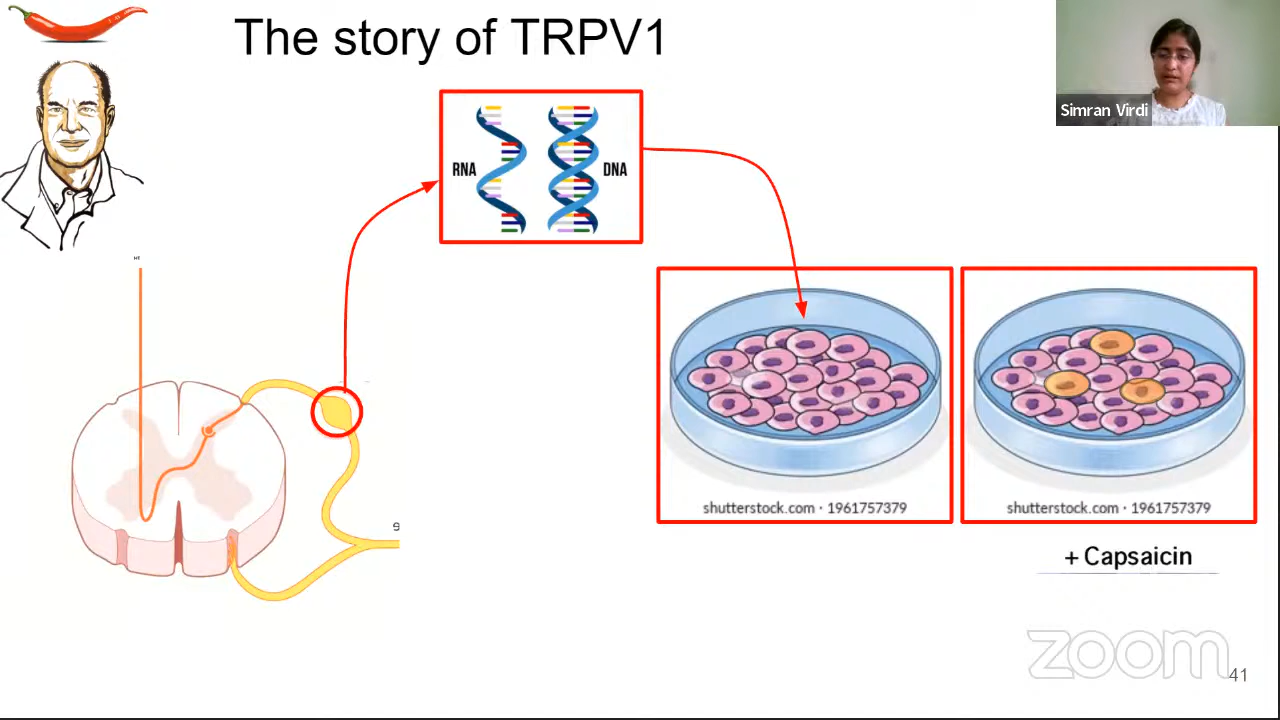 The story of TRPV1
Simran Virdi
RNA
DNA
shutterstock.com · 1961757379
shutterstock.com · 1961757379
+ Capsaicin
zoom
41